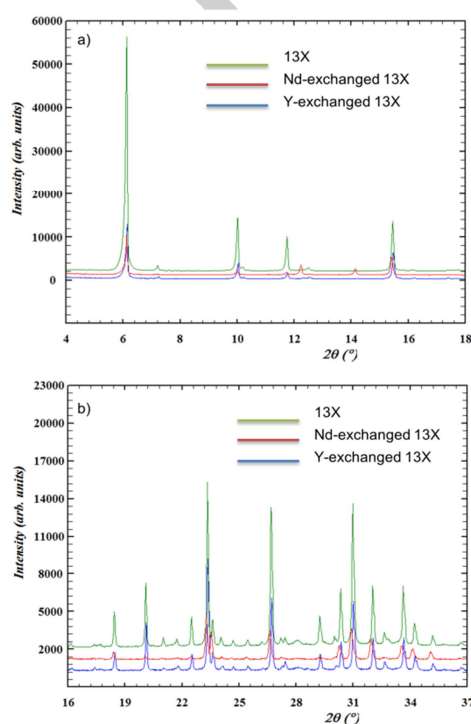 a)
13X
Nd-exchanged 13X
Y-exchanged 13X
Intensity (arb. units)
60000
50000
40000
30000
20000
10000
0
4 6 8 10 12 14 16 18
2θ (°)
b)
13X
Nd-exchanged 13X
Y-exchanged 13X
Intensity (arb. units)
23000
20000
17000
14000
11000
8000
5000
2000
16 19 22 25 28 31 34 37
2θ (°)